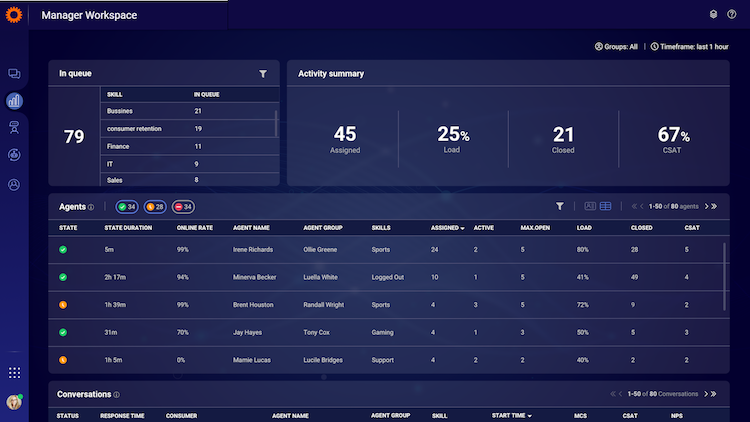 Manager Workspace
Groups: All | Timeframe: last 1 hour
In queue
SKILL IN QUEUE
79
Bussines 21
consumer retention 19
Finance 11
IT 9
Sales 8
Activity summary
45 25% 21 67%
Assigned Load Closed CSAT
Agents 34 28 34 1-50 of 80 agents
STATE STATE DURATION ONLINE RATE AGENT NAME AGENT GROUP SKILLS ASSIGNED ACTIVE MAX.OPEN LOAD CLOSED CSAT
5m 99% Irene Richards Ollie Greene Sports 24 2 5 80% 28 5
2h 17m 94% Minerva Becker Luella White Logged Out 10 1 5 41% 49 4
1h 39m 99% Brent Houston Randall Wright Sports 4 3 5 72% 9 2
31m 70% Jay Hayes Tony Cox Gaming 4 1 3 50% 5 3
1h 5m 0% Mamie Lucas Lucile Bridges Support 4 2 2 40% 2 2
Conversations 1-50 of 80 Conversations
STATUS RESPONSE TIME CONSUMER AGENT NAME AGENT GROUP SKILL START TIME MCS CSAT NPS